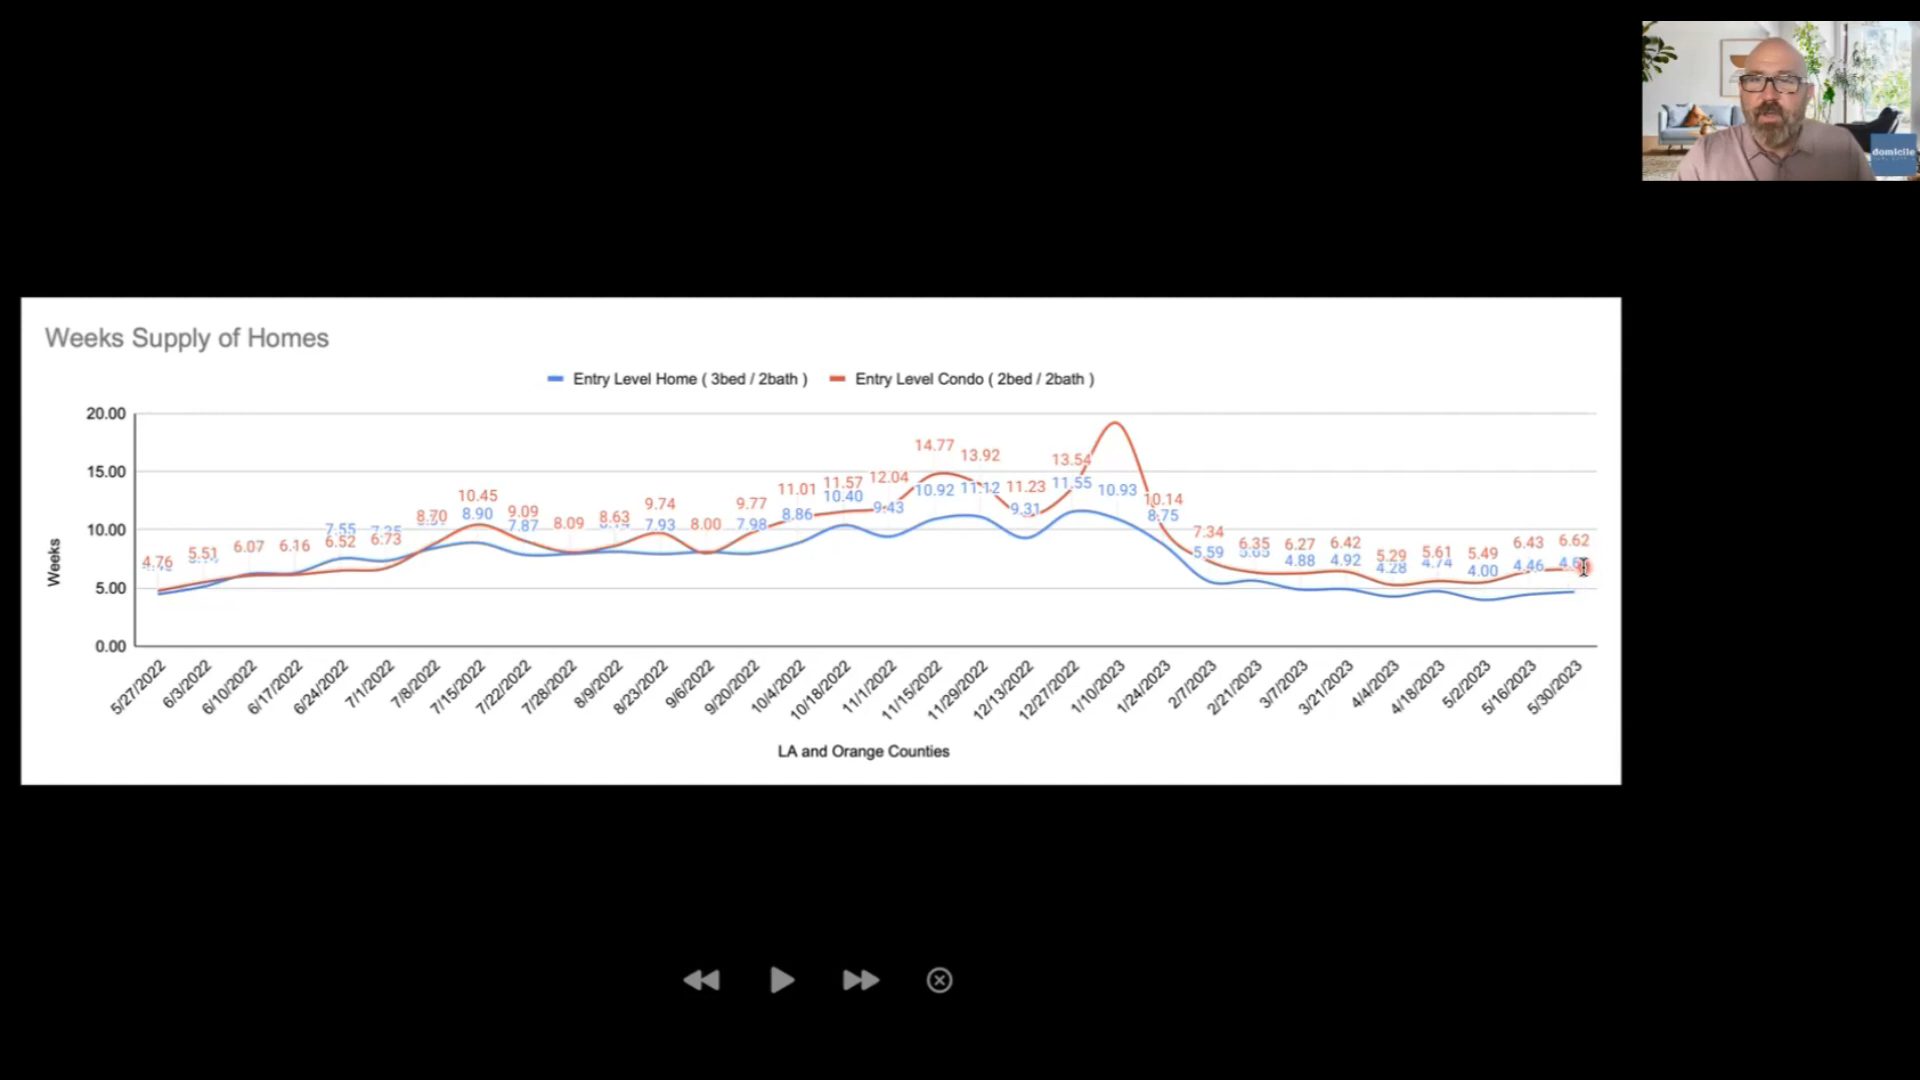 domicile
Weeks Supply of Homes
Entry Level Home ( 3bed / 2bath ) Entry Level Condo ( 2bed / 2bath )
20.00
15.00
10.00
5.00
0.00
Weeks
4.76 5.51 6.07 6.16 6.52 6.73 8.70 10.45 9.09 8.09 8.63 9.74 8.00 9.77 11.01 11.57 12.04 14.77 13.92 11.23 13.54 10.14 7.34 6.35 6.27 6.42 5.29 5.61 5.49 6.43 6.62
7.55 7.35 8.90 7.87 7.93 7.98 8.86 10.40 9.43 10.92 11.12 9.31 11.55 10.93 8.75 5.59 4.88 4.92 4.28 4.74 4.00 4.46
5/27/2022 6/3/2022 6/10/2022 6/17/2022 6/24/2022 7/1/2022 7/8/2022 7/15/2022 7/22/2022 7/28/2022 8/9/2022 8/23/2022 9/6/2022 9/20/2022 10/4/2022 10/18/2022 11/1/2022 11/15/2022 11/29/2022 12/13/2022 12/27/2022 1/10/2023 1/24/2023 2/7/2023 2/21/2023 3/7/2023 3/21/2023 4/4/2023 4/18/2023 5/2/2023 5/16/2023 5/30/2023
LA and Orange Counties